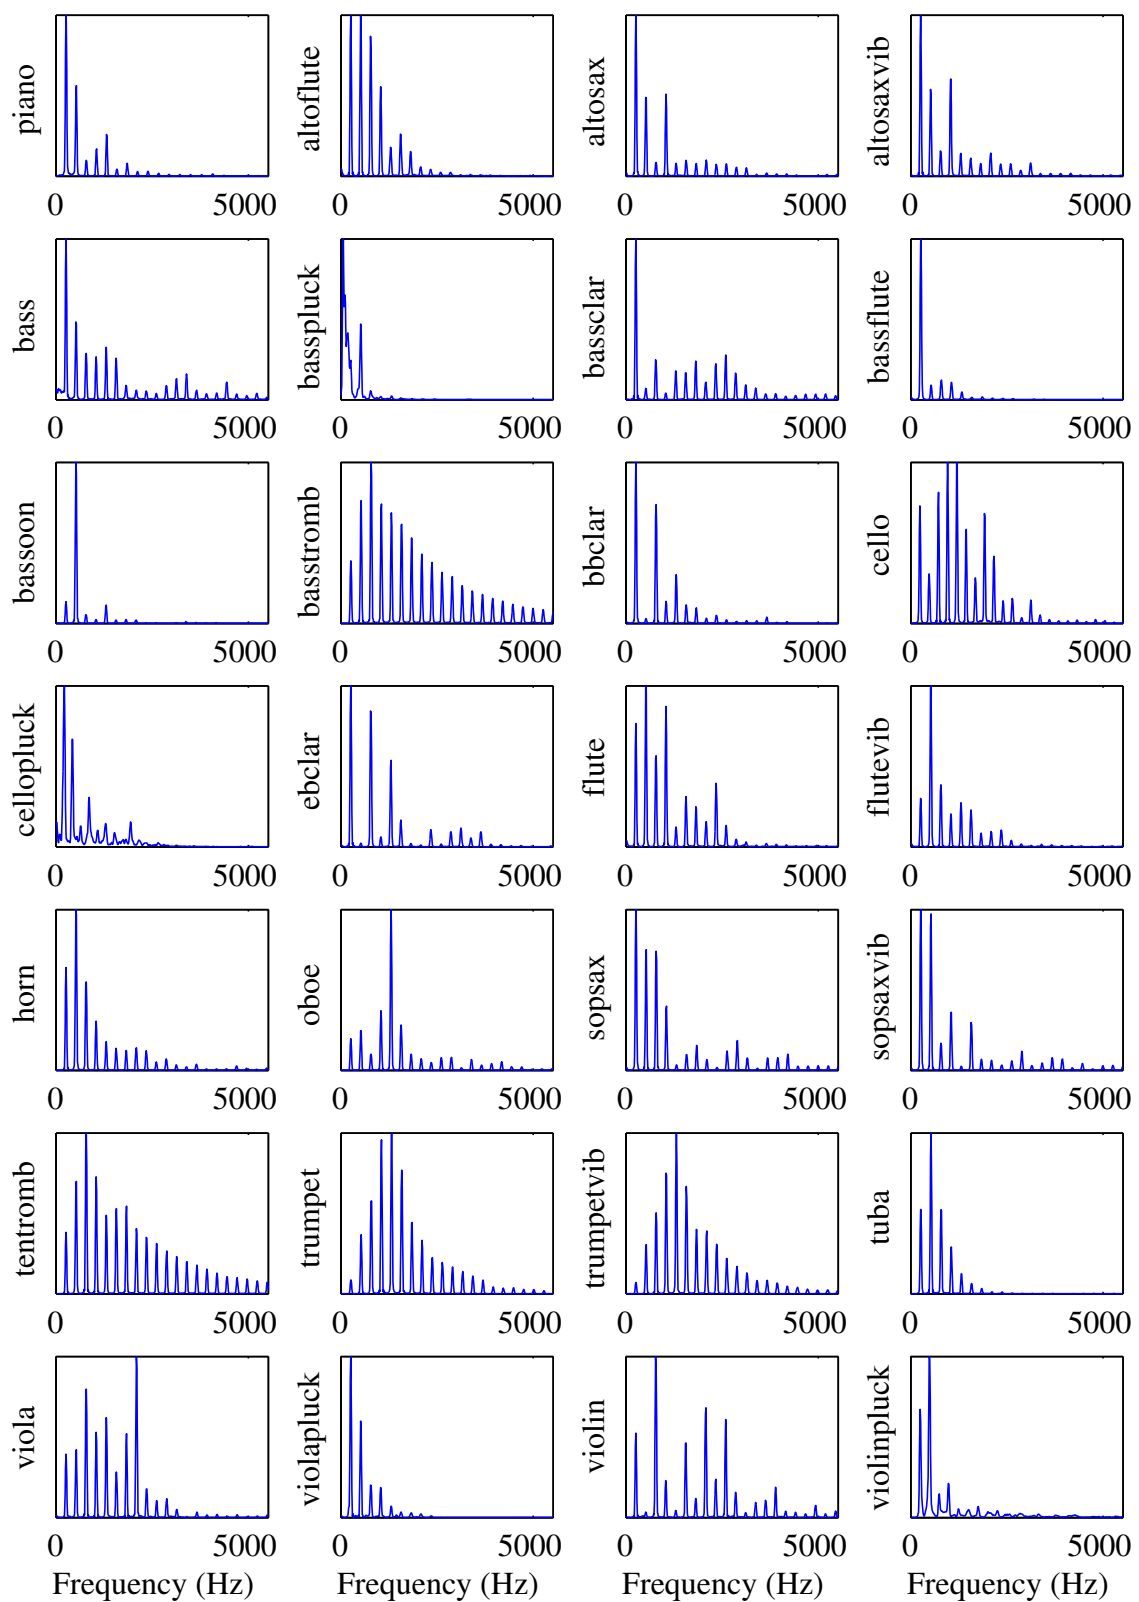 piano altoflute altosax altosaxvib
0 5000 0 5000 0 5000 0 5000
bass basspluck bassclar bassflute
0 5000 0 5000 0 5000 0 5000
bassoon basstromb bbclar cello
0 5000 0 5000 0 5000 0 5000
cellopluck ebclar flute flutevib
0 5000 0 5000 0 5000 0 5000
horn oboe sopsax sopsaxvib
0 5000 0 5000 0 5000 0 5000
tentromb trumpet trumpetvib tuba
0 5000 0 5000 0 5000 0 5000
viola violapluck violin violinpluck
0 5000 0 5000 0 5000 0 5000
Frequency (Hz) Frequency (Hz) Frequency (Hz) Frequency (Hz)